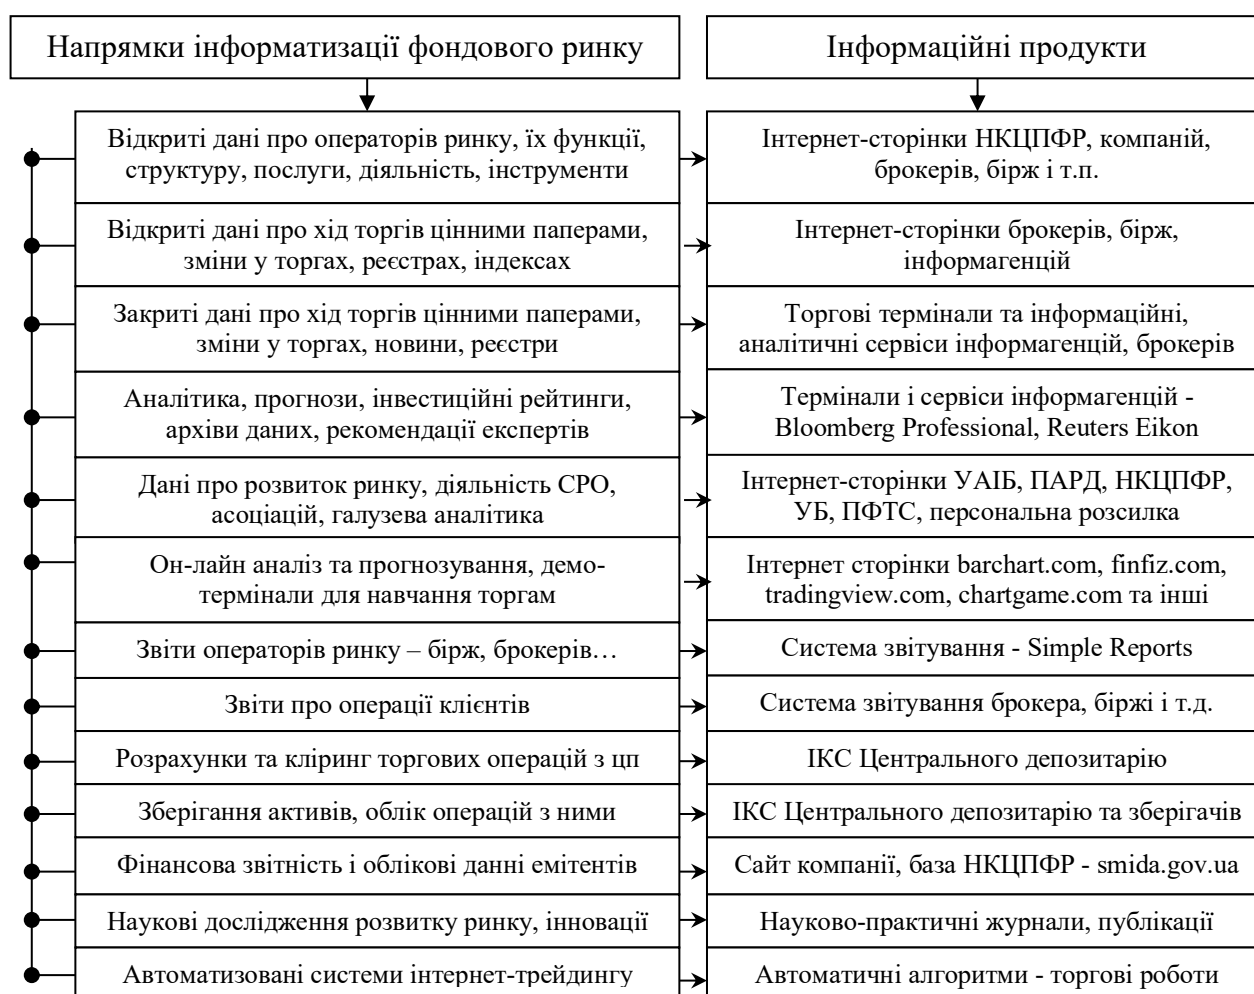 Напрямки інформатизації фондового ринку
Інформаційні продукти
Відкриті дані про операторів ринку, їх функції,
структуру, послуги, діяльність, інструменти
Інтернет-сторінки НКЦПФР, компаній,
брокерів, бірж і т.п.
Відкриті дані про хід торгів цінними паперами,
зміни у торгах, реєстрах, індексах
Інтернет-сторінки брокерів, бірж,
інформагенцій
Закриті дані про хід торгів цінними паперами,
зміни у торгах, новини, реєстри
Торгові термінали та інформаційні,
аналітичні сервіси інформагенцій, брокерів
Аналітика, прогнози, інвестиційні рейтинги,
архіви даних, рекомендації експертів
Термінали і сервіси інформагенцій -
Bloomberg Professional, Reuters Eikon
Дані про розвиток ринку, діяльність СРО,
асоціацій, галузева аналітика
Інтернет-сторінки УАІБ, ПАРД, НКЦПФР,
УБ, ПФТС, персональна розсилка
Он-лайн аналіз та прогнозування, демо-
термінали для навчання торгам
Інтернет сторінки barchart.com, finfiz.com,
tradingview.com, chartgame.com та інші
Звіти операторів ринку – бірж, брокерів…
Система звітування - Simple Reports
Звіти про операції клієнтів
Система звітування брокера, біржі і т.д.
Розрахунки та кліринг торгових операцій з цп
ІКС Центрального депозитарію
Зберігання активів, облік операцій з ними
ІКС Центрального депозитарію та зберігачів
Фінансова звітність і облікові данні емітентів
Сайт компанії, база НКЦПФР - smida.gov.ua
Наукові дослідження розвитку ринку, інновації
Науково-практичні журнали, публікації
Автоматизовані системи інтернет-трейдингу
Автоматичні алгоритми - торгові роботи